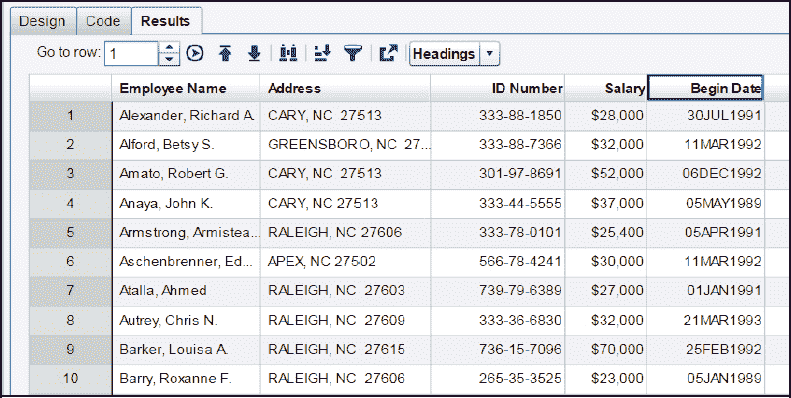 Design Code Results
Go to row: 1 Headings
Employee Name Address ID Number Salary Begin Date
1 Alexander, Richard A. CARY, NC 27513 333-88-1850 $28,000 30JUL1991
2 Alford, Betsy S. GREENSBORO, NC 27... 333-88-7366 $32,000 11MAR1992
3 Amato, Robert G. CARY, NC 27513 301-97-8691 $52,000 06DEC1992
4 Anaya, John K. CARY, NC 27513 333-44-5555 $37,000 05MAY1989
5 Armstrong, Armistea... RALEIGH, NC 27606 333-78-0101 $25,400 05APR1991
6 Aschenbrenner, Ed... APEX, NC 27502 566-78-4241 $30,000 11MAR1992
7 Atalla, Ahmed RALEIGH, NC 27603 739-79-6389 $27,000 01JAN1991
8 Autrey, Chris N. RALEIGH, NC 27609 333-36-6830 $32,000 21MAR1993
9 Barker, Louisa A. RALEIGH, NC 27615 736-15-7096 $70,000 25FEB1992
10 Barry, Roxanne F. RALEIGH, NC 27606 265-35-3525 $23,000 05JAN1989